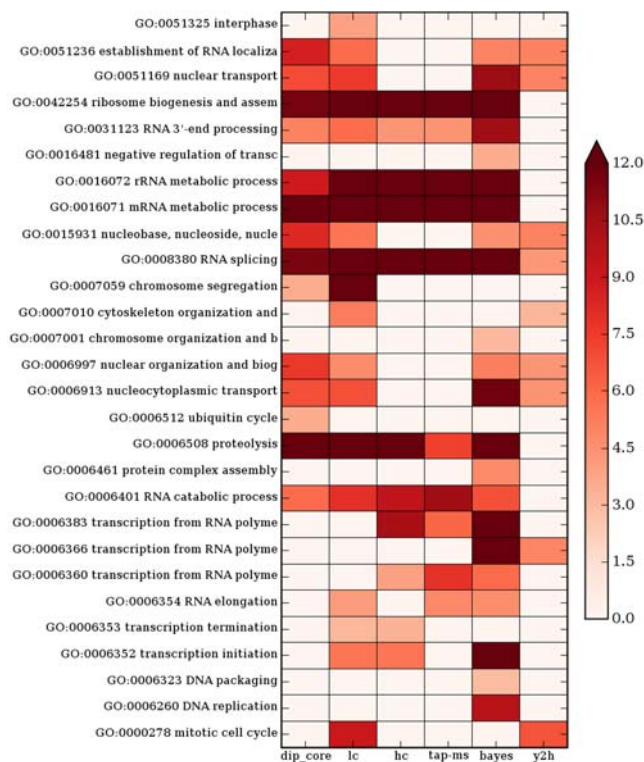 GO:0051325 interphase
GO:0051236 establishment of RNA localiza
GO:0051169 nuclear transport
GO:0042254 ribosome biogenesis and assem
GO:0031123 RNA 3'-end processing
GO:0016481 negative regulation of transc
GO:0016072 rRNA metabolic process
GO:0016071 mRNA metabolic process
GO:0015931 nucleobase, nucleoside, nucle
GO:0008380 RNA splicing
GO:0007059 chromosome segregation
GO:0007010 cytoskeleton organization and
GO:0007001 chromosome organization and b
GO:0006997 nuclear organization and biog
GO:0006913 nucleocytoplasmic transport
GO:0006512 ubiquitin cycle
GO:0006508 proteolysis
GO:0006461 protein complex assembly
GO:0006401 RNA catabolic process
GO:0006383 transcription from RNA polyme
GO:0006366 transcription from RNA polyme
GO:0006360 transcription from RNA polyme
GO:0006354 RNA elongation
GO:0006353 transcription termination
GO:0006352 transcription initiation
GO:0006323 DNA packaging
GO:0006260 DNA replication
GO:0000278 mitotic cell cycle
dip_core lc hc tap-ms bayes y2h
12.0
10.5
9.0
7.5
6.0
4.5
3.0
1.5
0.0